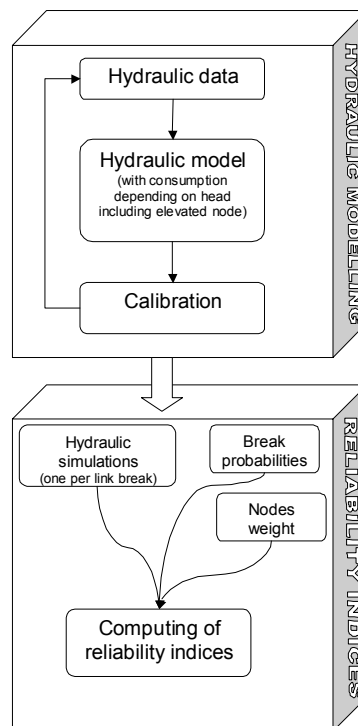 Hydraulic data
Hydraulic model
(with consumption
depending on head
including elevated node)
Calibration
HYDRAULIC MODELLING
Hydraulic
simulations
(one per link break)
Break
probabilities
Nodes
weight
Computing of
reliability indices
RELIABILITY INDICES